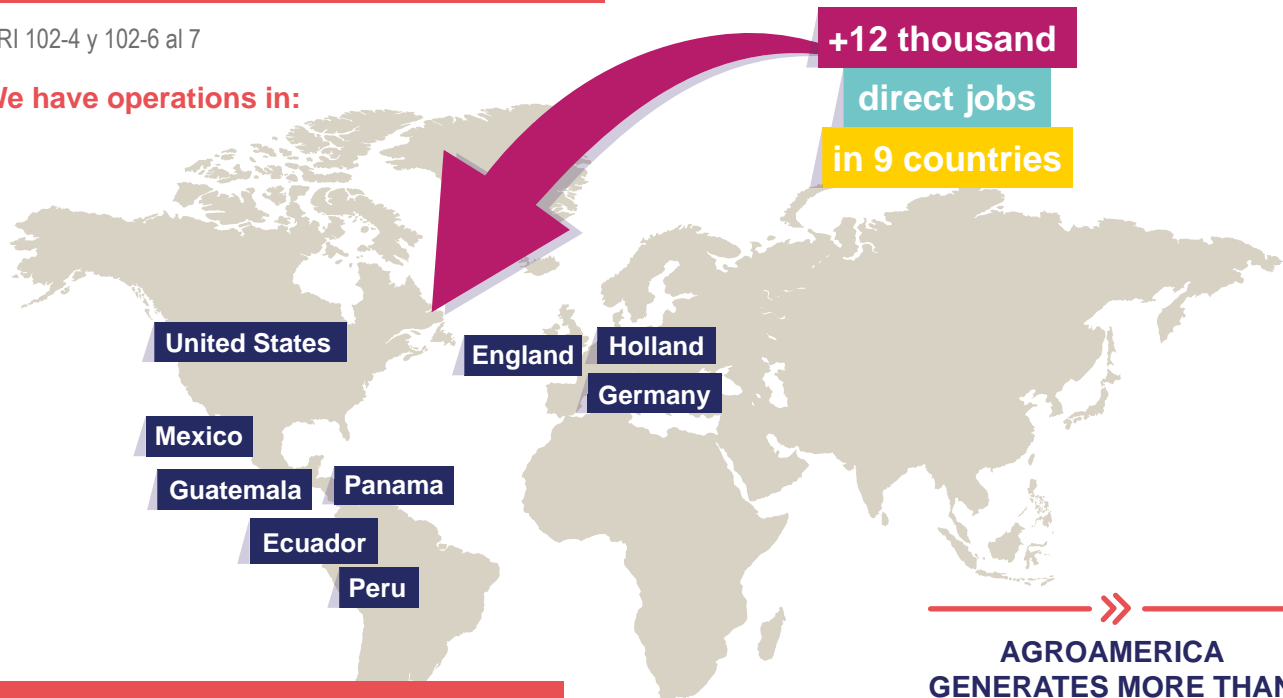 RI 102-4 y 102-6 al 7
We have operations in:
+12 thousand
direct jobs
in 9 countries
United States
England
Holland
Germany
Mexico
Guatemala
Panama
Ecuador
Peru
AGROAMERICA
GENERATES MORE THAN